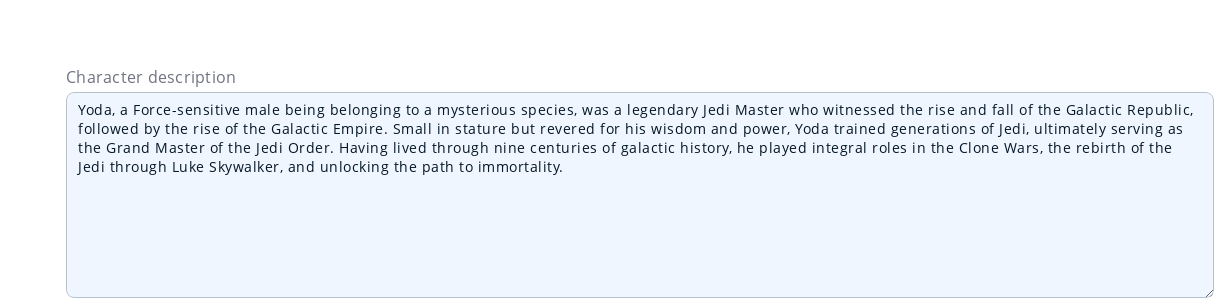 Character description
Yoda, a Force-sensitive male being belonging to a mysterious species, was a legendary Jedi Master who witnessed the rise and fall of the Galactic Republic,
followed by the rise of the Galactic Empire. Small in stature but revered for his wisdom and power, Yoda trained generations of Jedi, ultimately serving as
the Grand Master of the Jedi Order. Having lived through nine centuries of galactic history, he played integral roles in the Clone Wars, the rebirth of the
Jedi through Luke Skywalker, and unlocking the path to immortality.